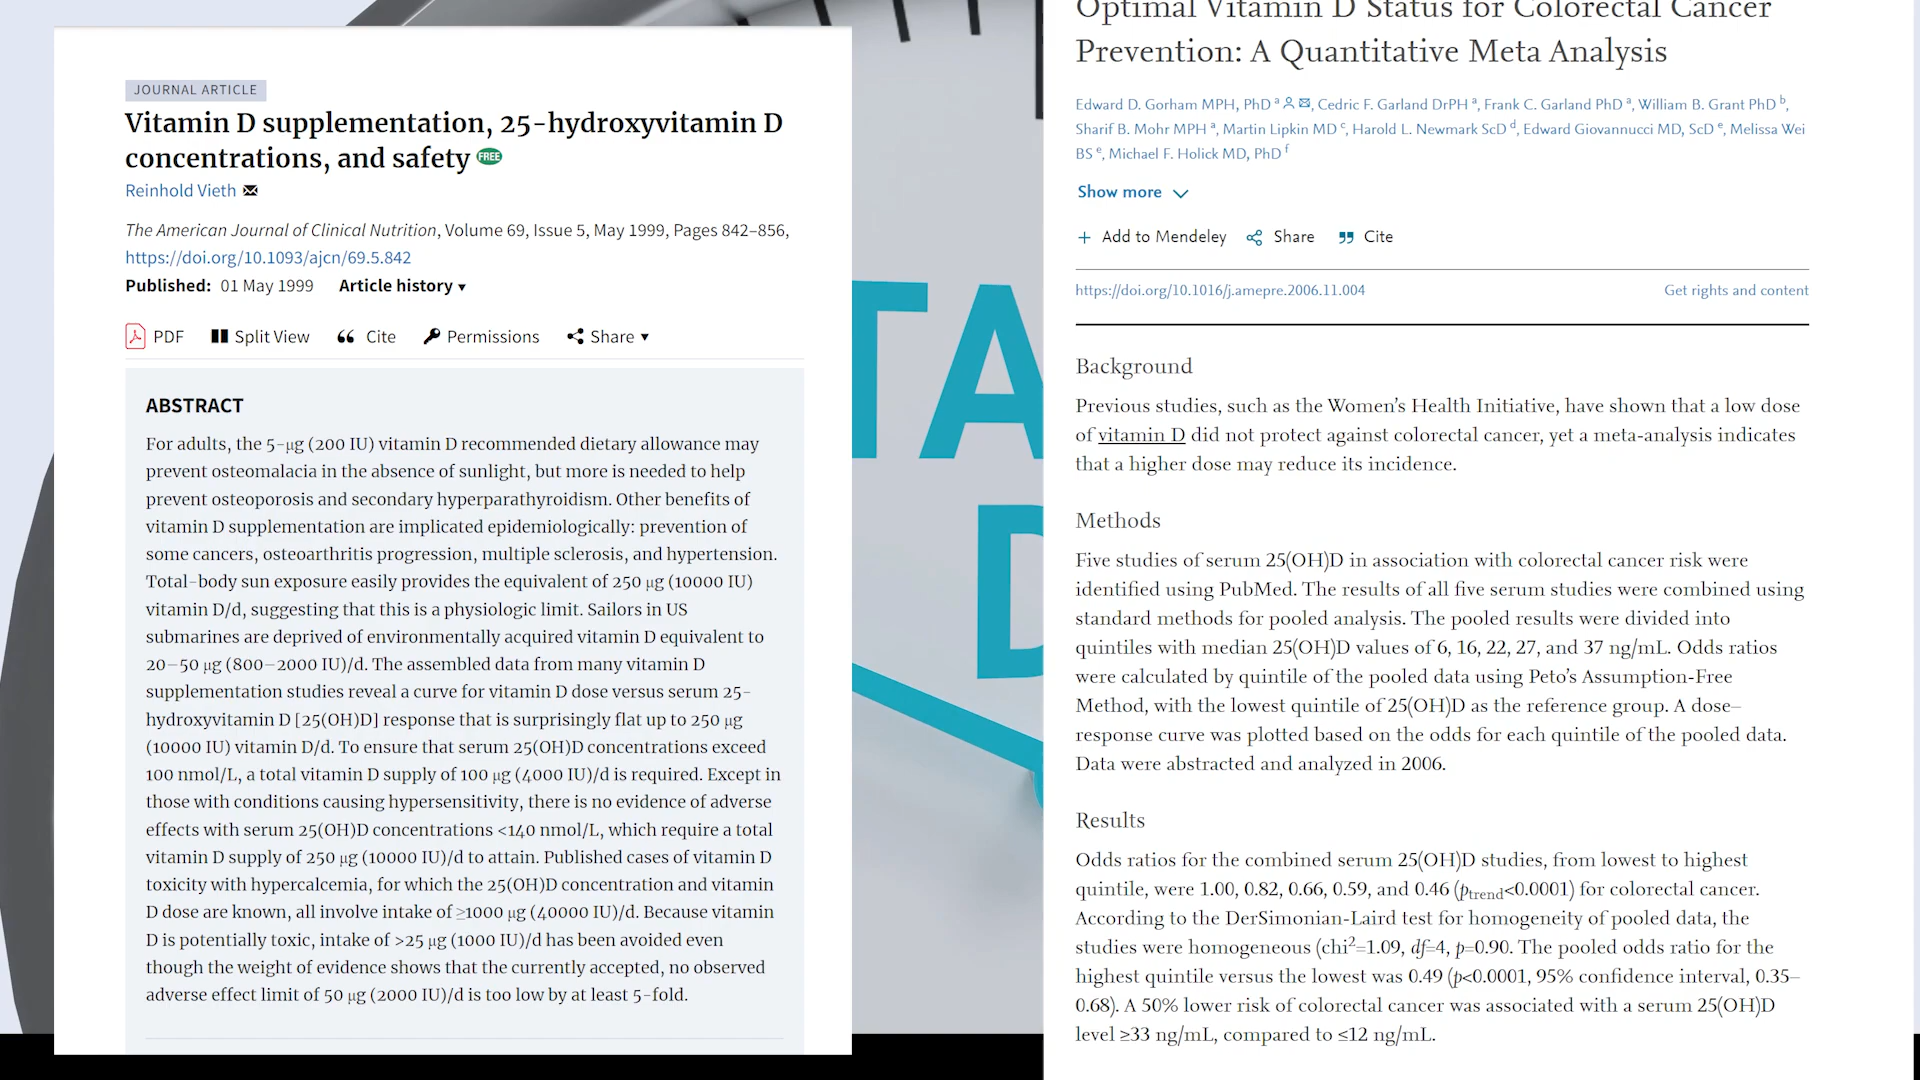 JOURNAL ARTICLE
Vitamin D supplementation, 25-hydroxyvitamin D
concentrations, and safety FREE
Reinhold Vieth
The American Journal of Clinical Nutrition, Volume 69, Issue 5, May 1999, Pages 842–856,
https://doi.org/10.1093/ajcn/69.5.842
Published: 01 May 1999 Article history ▾
PDF Split View Cite Permissions Share ▾
ABSTRACT
For adults, the 5-μg (200 IU) vitamin D recommended dietary allowance may
prevent osteomalacia in the absence of sunlight, but more is needed to help
prevent osteoporosis and secondary hyperparathyroidism. Other benefits of
vitamin D supplementation are implicated epidemiologically: prevention of
some cancers, osteoarthritis progression, multiple sclerosis, and hypertension.
Total-body sun exposure easily provides the equivalent of 250 μg (10000 IU)
vitamin D/d, suggesting that this is a physiologic limit. Sailors in US
submarines are deprived of environmentally acquired vitamin D equivalent to
20–50 μg (800–2000 IU)/d. The assembled data from many vitamin D
supplementation studies reveal a curve for vitamin D dose versus serum 25-
hydroxyvitamin D [25(OH)D] response that is surprisingly flat up to 250 μg
(10000 IU) vitamin D/d. To ensure that serum 25(OH)D concentrations exceed
100 nmol/L, a total vitamin D supply of 100 μg (4000 IU)/d is required. Except in
those with conditions causing hypersensitivity, there is no evidence of adverse
effects with serum 25(OH)D concentrations <140 nmol/L, which require a total
vitamin D supply of 250 μg (10000 IU)/d to attain. Published cases of vitamin D
toxicity with hypercalcemia, for which the 25(OH)D concentration and vitamin
D dose are known, all involve intake of ≥1000 μg (40000 IU)/d. Because vitamin
D is potentially toxic, intake of >25 μg (1000 IU)/d has been avoided even
though the weight of evidence shows that the currently accepted, no observed
adverse effect limit of 50 μg (2000 IU)/d is too low by at least 5-fold.
TA
D
Optimal Vitamin D Status for Colorectal Cancer
Prevention: A Quantitative Meta Analysis
Edward D. Gorham MPH, PhD a, Cedric F. Garland DrPH a, Frank C. Garland PhD a, William B. Grant PhD b,
Sharif B. Mohr MPH a, Martin Lipkin MD c, Harold L. Newmark ScD d, Edward Giovannucci MD, ScD e, Melissa Wei
BS e, Michael F. Holick MD, PhD f
Show more
+ Add to Mendeley Share Cite
https://doi.org/10.1016/j.amepre.2006.11.004 Get rights and content
Background
Previous studies, such as the Women's Health Initiative, have shown that a low dose
of vitamin D did not protect against colorectal cancer, yet a meta-analysis indicates
that a higher dose may reduce its incidence.
Methods
Five studies of serum 25(OH)D in association with colorectal cancer risk were
identified using PubMed. The results of all five serum studies were combined using
standard methods for pooled analysis. The pooled results were divided into
quintiles with median 25(OH)D values of 6, 16, 22, 27, and 37 ng/mL. Odds ratios
were calculated by quintile of the pooled data using Peto's Assumption-Free
Method, with the lowest quintile of 25(OH)D as the reference group. A dose–
response curve was plotted based on the odds for each quintile of the pooled data.
Data were abstracted and analyzed in 2006.
Results
Odds ratios for the combined serum 25(OH)D studies, from lowest to highest
quintile, were 1.00, 0.82, 0.66, 0.59, and 0.46 (ptrend<0.0001) for colorectal cancer.
According to the DerSimonian-Laird test for homogeneity of pooled data, the
studies were homogeneous (chi2=1.09, df=4, p=0.90. The pooled odds ratio for the
highest quintile versus the lowest was 0.49 (p<0.0001, 95% confidence interval, 0.35–
0.68). A 50% lower risk of colorectal cancer was associated with a serum 25(OH)D
level ≥33 ng/mL, compared to ≤12 ng/mL.